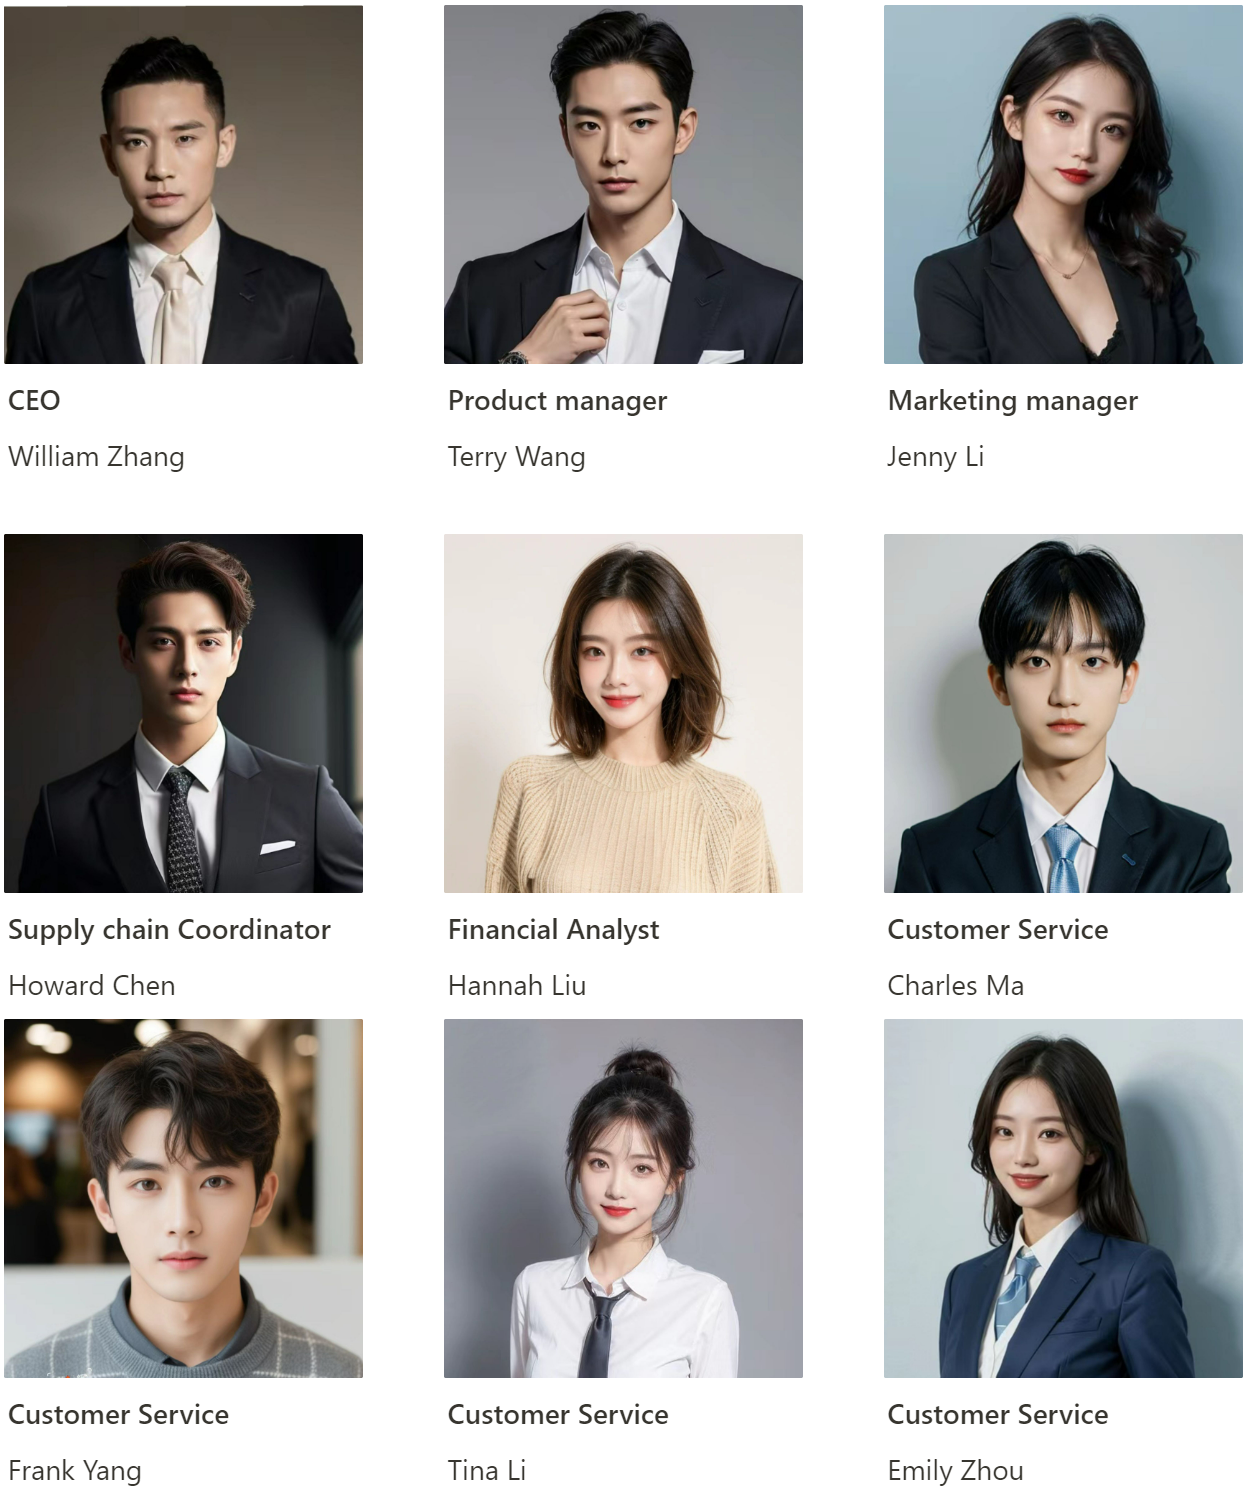 CEO
William Zhang
Product manager
Terry Wang
Marketing manager
Jenny Li
Supply chain Coordinator
Howard Chen
Financial Analyst
Hannah Liu
Customer Service
Charles Ma
Customer Service
Frank Yang
Customer Service
Tina Li
Customer Service
Emily Zhou